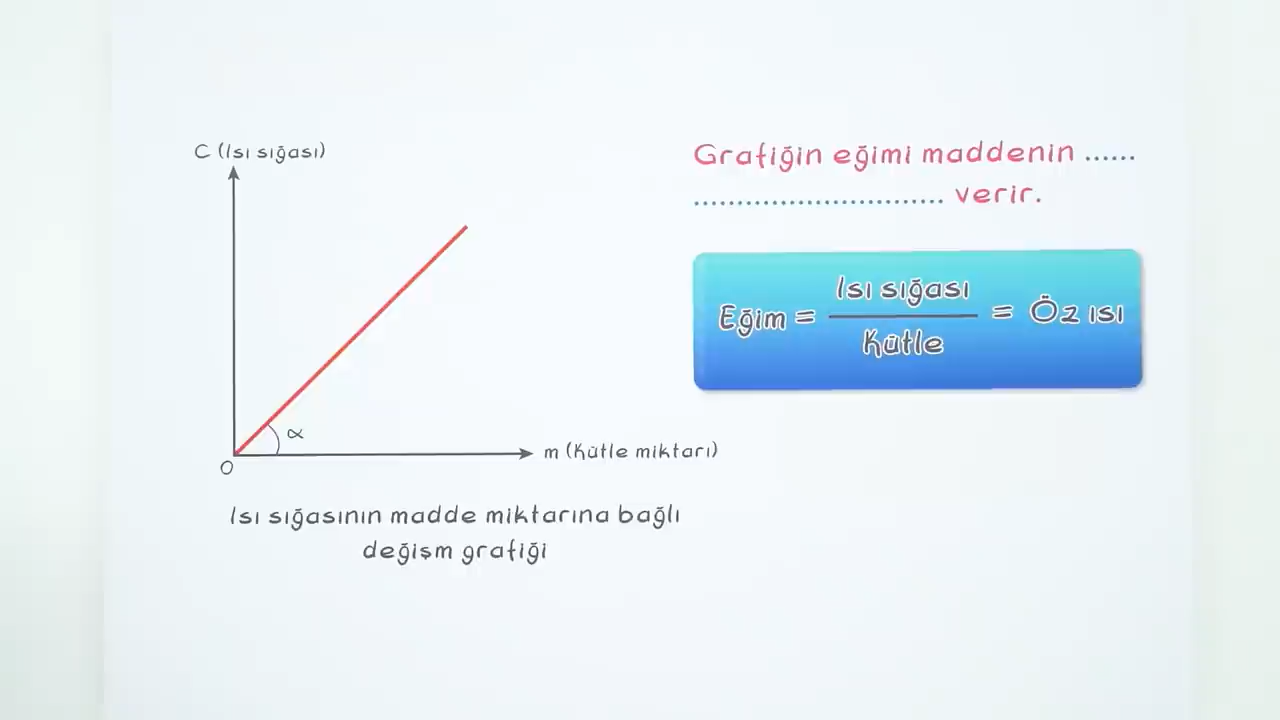 C (Isı sığası)
α
O
m (Kütle miktarı)
Isı sığasının madde miktarına bağlı
değişm grafiği
Grafiğin eğimi maddenin ......
............................. verir.
Eğim = Isı sığası / Kütle = Öz ısı